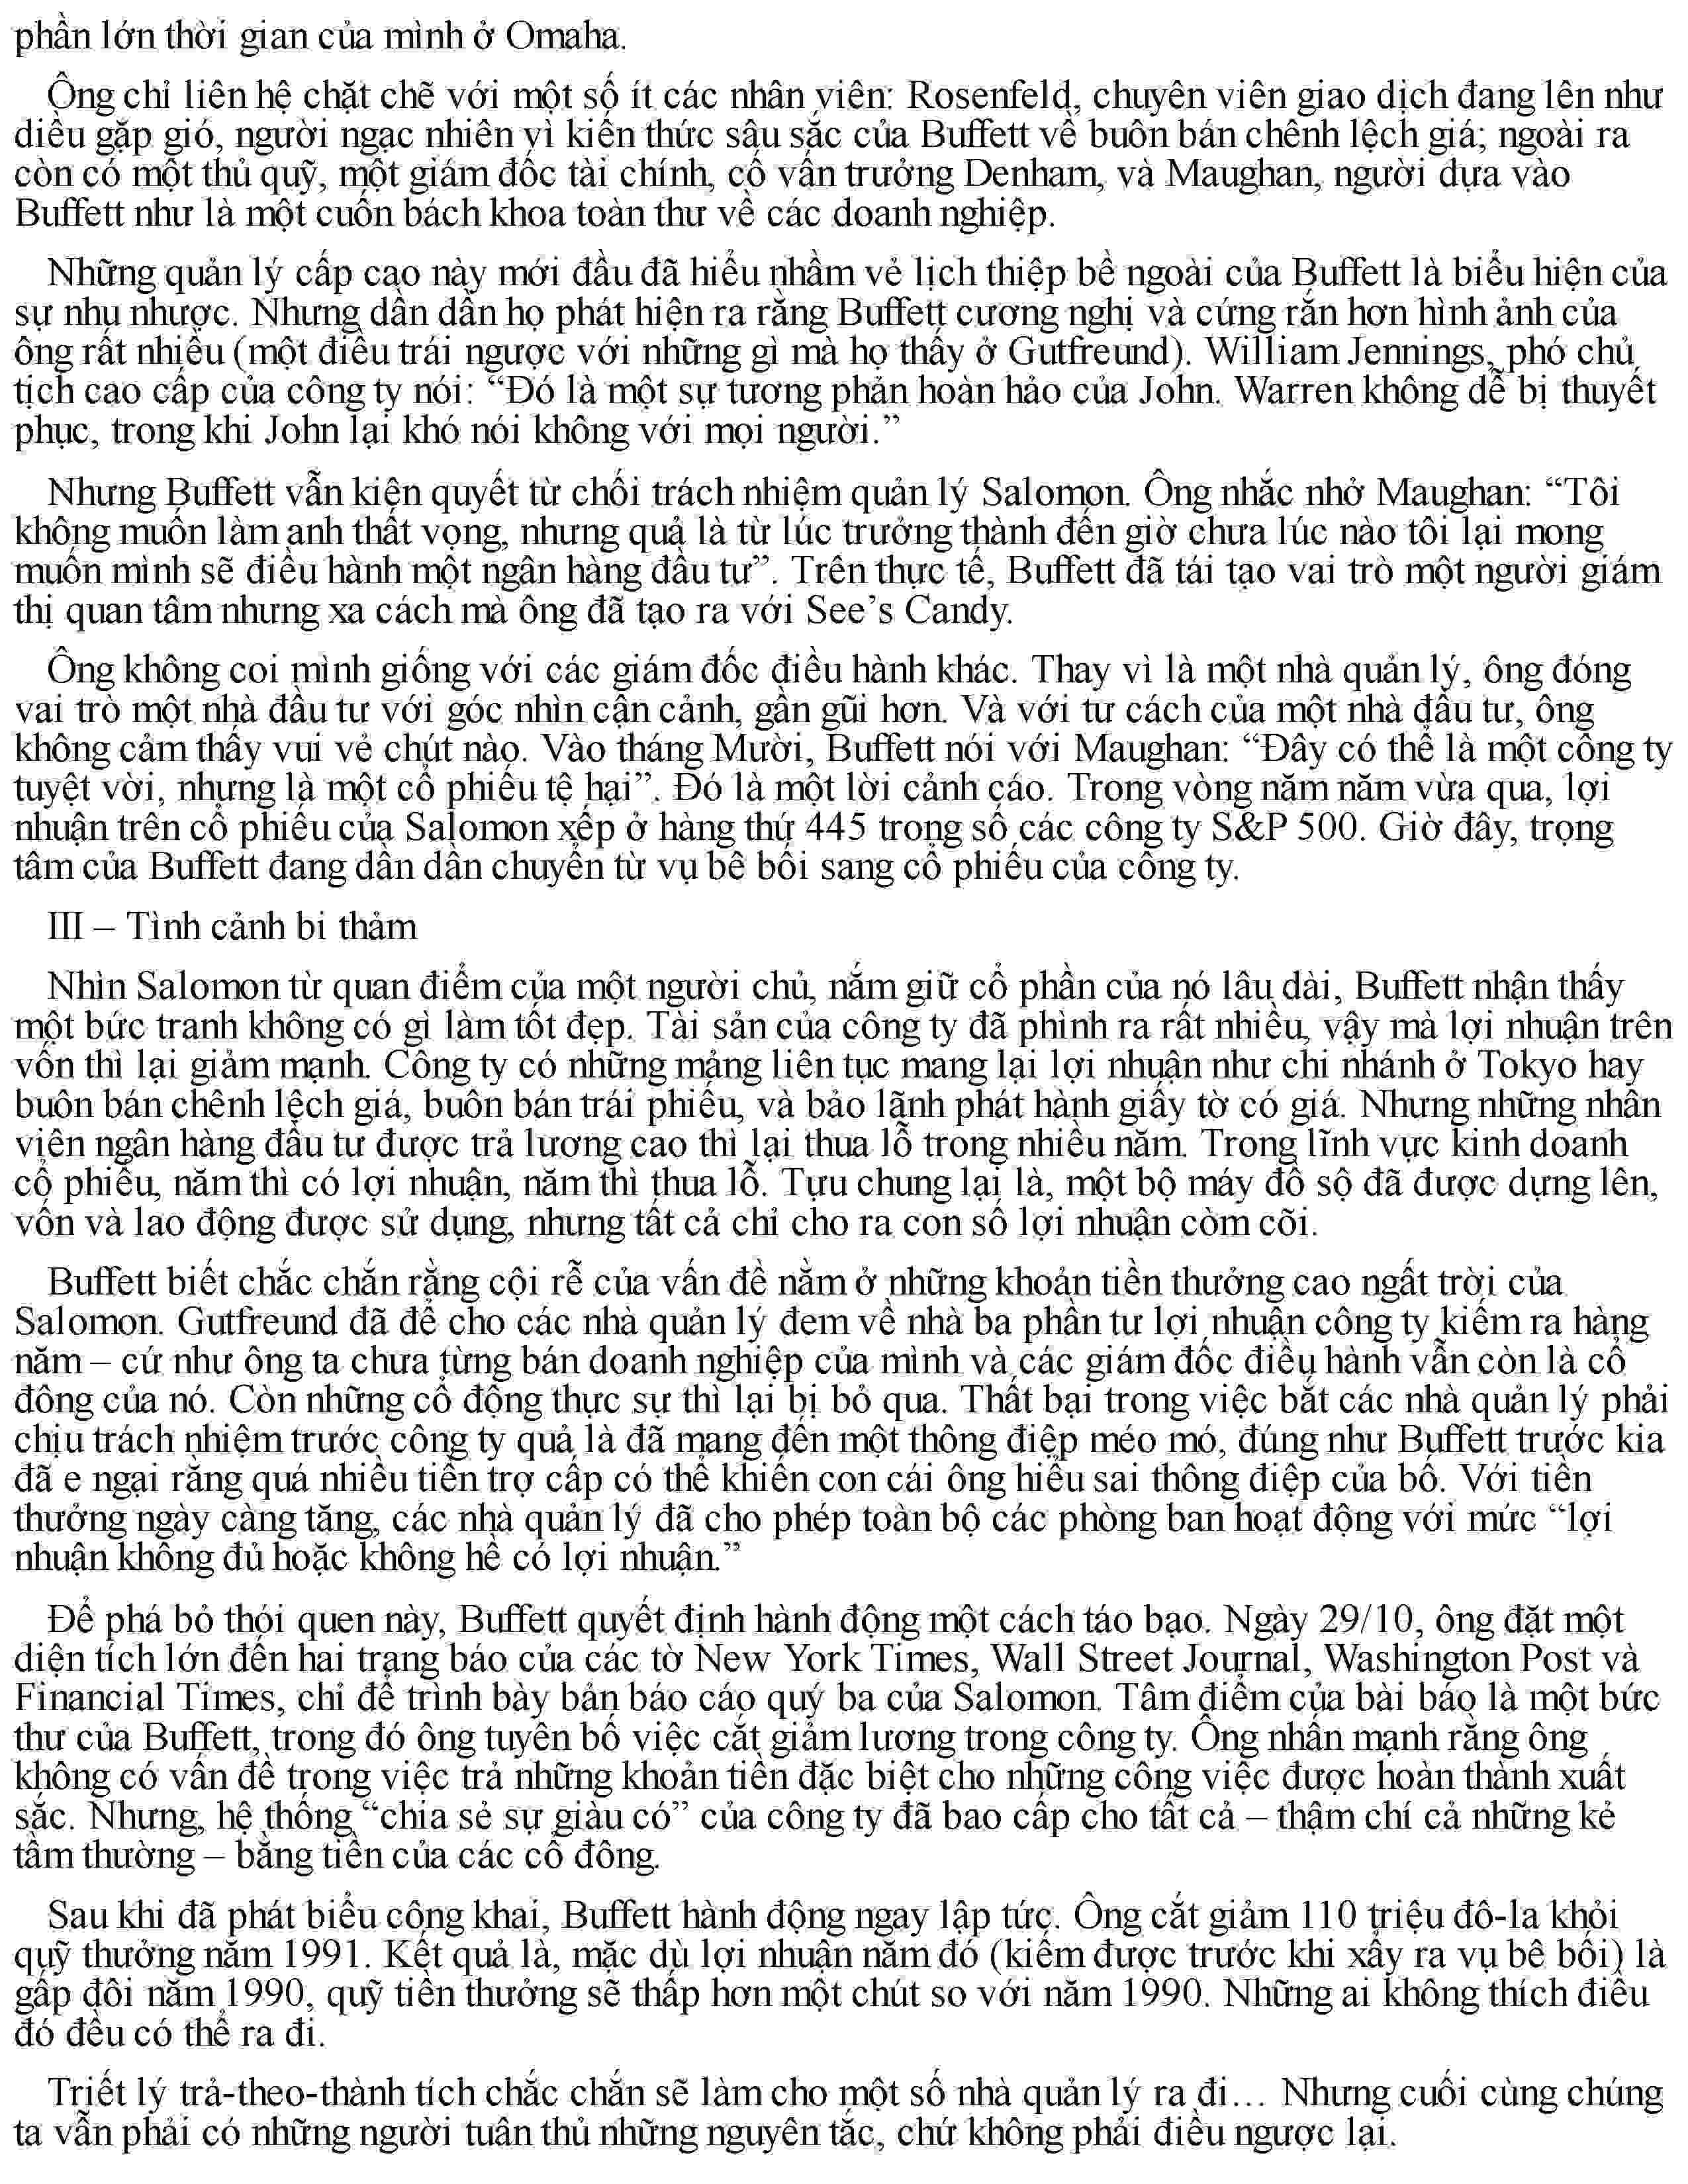 phần lớn thời gian của mình ở Omaha.
Ông chỉ liên hệ chặt chẽ với một số ít các nhân viên: Rosenfeld, chuyên viên giao dịch đang lên như
diều gặp gió, người ngạc nhiên vì kiến thức sâu sắc của Buffett về buôn bán chênh lệch giá; ngoài ra
còn có một thủ quỹ, một giám đốc tài chính, cố vấn trưởng Denham, và Maughan, người dựa vào
Buffett như là một cuốn bách khoa toàn thư về các doanh nghiệp.
Những quản lý cấp cao này mới đầu đã hiểu nhầm vẻ lịch thiệp bề ngoài của Buffett là biểu hiện của
sự nhu nhược. Nhưng dần dần họ phát hiện ra rằng Buffett cương nghị và cứng rắn hơn hình ảnh của
ông rất nhiều (một điều trái ngược với những gì mà họ thấy ở Gutfreund). William Jennings, phó chủ
tịch cao cấp của công ty nói: “Đó là một sự tương phản hoàn hảo của John. Warren không dễ bị thuyết
phục, trong khi John lại khó nói không với mọi người.”
Nhưng Buffett vẫn kiên quyết từ chối trách nhiệm quản lý Salomon. Ông nhắc nhở Maughan: “Tôi
không muốn làm anh thất vọng, nhưng quả là từ lúc trưởng thành đến giờ chưa lúc nào tôi lại mong
muốn mình sẽ điều hành một ngân hàng đầu tư”. Trên thực tế, Buffett đã tái tạo vai trò một người giám
thị quan tâm nhưng xa cách mà ông đã tạo ra với See’s Candy.
Ông không coi mình giống với các giám đốc điều hành khác. Thay vì là một nhà quản lý, ông đóng
vai trò một nhà đầu tư với góc nhìn cận cảnh, gần gũi hơn. Và với tư cách của một nhà đầu tư, ông
không cảm thấy vui vẻ chút nào. Vào tháng Mười, Buffett nói với Maughan: “Đây có thể là một công ty
tuyệt vời, nhưng là một cổ phiếu tệ hại”. Đó là một lời cảnh cáo. Trong vòng năm năm vừa qua, lợi
nhuận trên cổ phiếu của Salomon xếp ở hàng thứ 445 trong số các công ty S&P 500. Giờ đây, trọng
tâm của Buffett đang dần dần chuyển từ vụ bê bối sang cổ phiếu của công ty.
III – Tình cảnh bi thảm
Nhìn Salomon từ quan điểm của một người chủ, nắm giữ cổ phần của nó lâu dài, Buffett nhận thấy
một bức tranh không có gì làm tốt đẹp. Tài sản của công ty đã phình ra rất nhiều, vậy mà lợi nhuận trên
vốn thì lại giảm mạnh. Công ty có những mảng liên tục mang lại lợi nhuận như chi nhánh ở Tokyo hay
buôn bán chênh lệch giá, buôn bán trái phiếu, và bảo lãnh phát hành giấy tờ có giá. Nhưng những nhân
viên ngân hàng đầu tư được trả lương cao thì lại thua lỗ trong nhiều năm. Trong lĩnh vực kinh doanh
cổ phiếu, năm thì có lợi nhuận, năm thì thua lỗ. Tựu chung lại là, một bộ máy đồ sộ đã được dựng lên,
vốn và lao động được sử dụng, nhưng tất cả chỉ cho ra con số lợi nhuận còm cõi.
Buffett biết chắc chắn rằng cội rễ của vấn đề nằm ở những khoản tiền thưởng cao ngất trời của
Salomon. Gutfreund đã để cho các nhà quản lý đem về nhà ba phần tư lợi nhuận công ty kiếm ra hàng
năm – cứ như ông ta chưa từng bán doanh nghiệp của mình và các giám đốc điều hành vẫn còn là cổ
đông của nó. Còn những cổ động thực sự thì lại bị bỏ qua. Thất bại trong việc bắt các nhà quản lý phải
chịu trách nhiệm trước công ty quả là đã mang đến một thông điệp méo mó, đúng như Buffett trước kia
đã e ngại rằng quá nhiều tiền trợ cấp có thể khiến con cái ông hiểu sai thông điệp của bố. Với tiền
thưởng ngày càng tăng, các nhà quản lý đã cho phép toàn bộ các phòng ban hoạt động với mức “lợi
nhuận không đủ hoặc không hề có lợi nhuận.”
Để phá bỏ thói quen này, Buffett quyết định hành động một cách táo bạo. Ngày 29/10, ông đặt một
diện tích lớn đến hai trang báo của các tờ New York Times, Wall Street Journal, Washington Post và
Financial Times, chỉ để trình bày bản báo cáo quý ba của Salomon. Tâm điểm của bài báo là một bức
thư của Buffett, trong đó ông tuyên bố việc cắt giảm lương trong công ty. Ông nhấn mạnh rằng ông
không có vấn đề trong việc trả những khoản tiền đặc biệt cho những công việc được hoàn thành xuất
sắc. Nhưng, hệ thống “chia sẻ sự giàu có” của công ty đã bao cấp cho tất cả – thậm chí cả những kẻ
tầm thường – bằng tiền của các cổ đông.
Sau khi đã phát biểu công khai, Buffett hành động ngay lập tức. Ông cắt giảm 110 triệu đô-la khỏi
quỹ thưởng năm 1991. Kết quả là, mặc dù lợi nhuận năm đó (kiếm được trước khi xẩy ra vụ bê bối) là
gấp đôi năm 1990, quỹ tiền thưởng sẽ thấp hơn một chút so với năm 1990. Những ai không thích điều
đó đều có thể ra đi.
Triết lý trả-theo-thành tích chắc chắn sẽ làm cho một số nhà quản lý ra đi… Nhưng cuối cùng chúng
ta vẫn phải có những người tuân thủ những nguyên tắc, chứ không phải điều ngược lại.